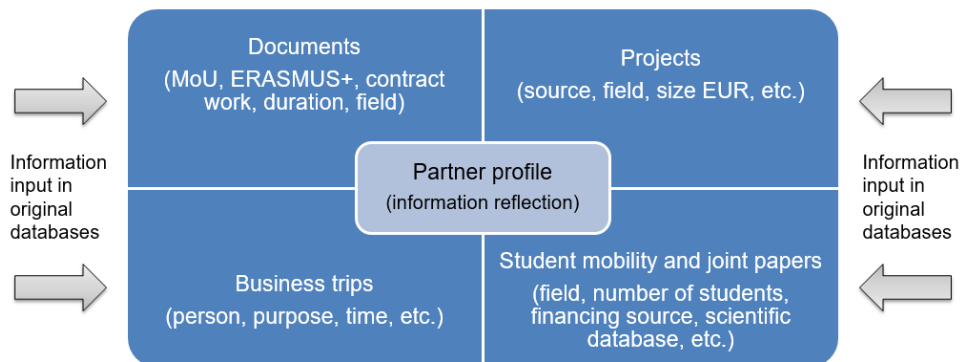 Documents
(MoU, ERASMUS+, contract
work, duration, field)
Projects
(source, field, size EUR, etc.)
Information
input in
original
databases
Partner profile
(information reflection)
Information
input in
original
databases
Business trips
(person, purpose, time, etc.)
Student mobility and joint papers
(field, number of students,
financing source, scientific
database, etc.)